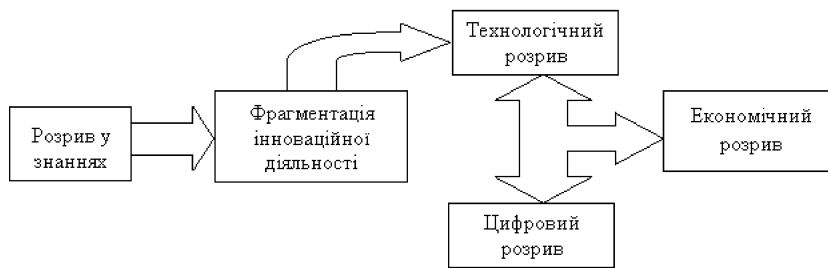 Розрив у
знаннях
Фрагментація
інноваційної
діяльності
Технологічний
розрив
Цифровий
розрив
Економічний
розрив